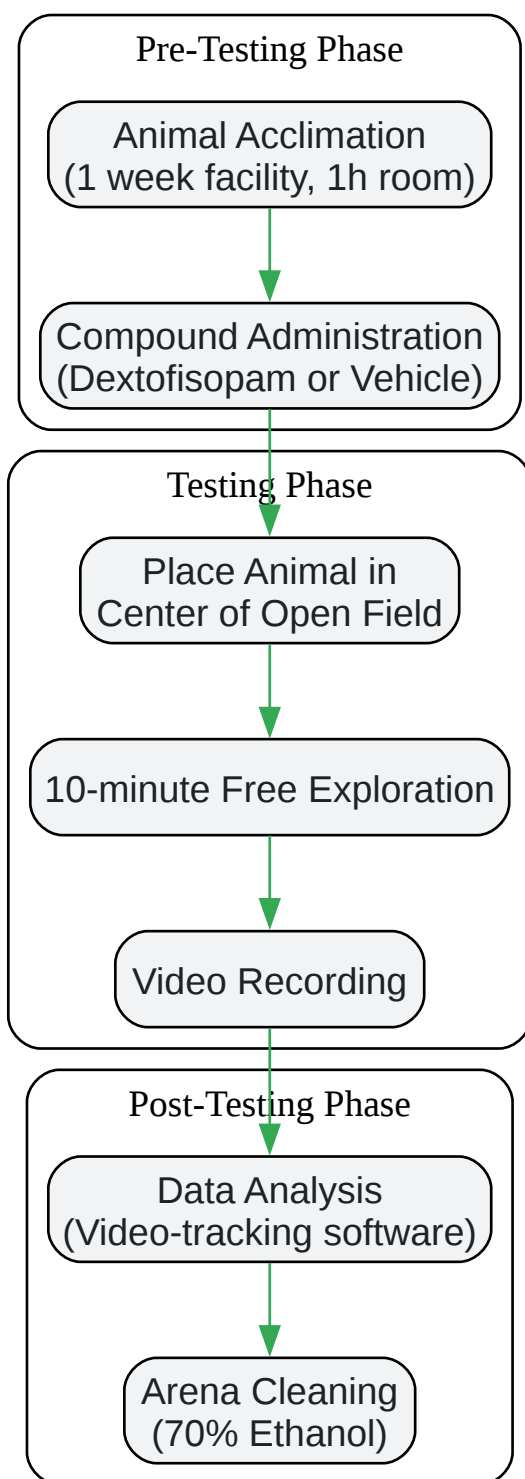 Pre-Testing Phase
Animal Acclimation
(1 week facility, 1h room)
Compound Administration
(Dextofisopam or Vehicle)
Testing Phase
Place Animal in
Center of Open Field
10-minute Free Exploration
Video Recording
Post-Testing Phase
Data Analysis
(Video-tracking software)
Arena Cleaning
(70% Ethanol)